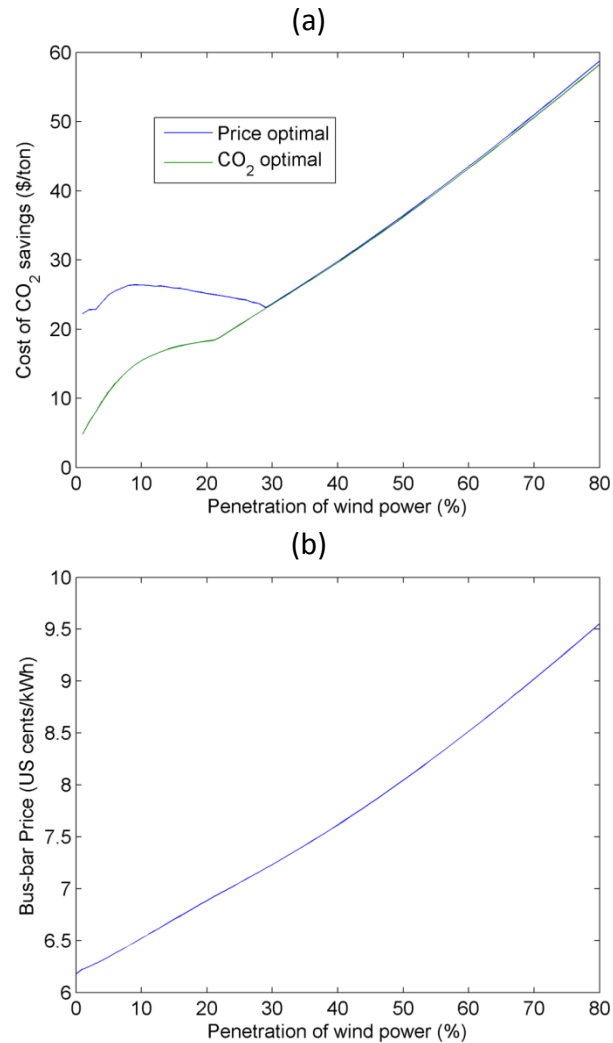 (a)
60
50
40
30
20
10
0
Cost of CO2 savings ($/ton)
Price optimal
CO2 optimal
0 10 20 30 40 50 60 70 80
Penetration of wind power (%)
(b)
10
9.5
9
8.5
8
7.5
7
6.5
6
Bus-bar Price (US cents/kWh)
0 10 20 30 40 50 60 70 80
Penetration of wind power (%)